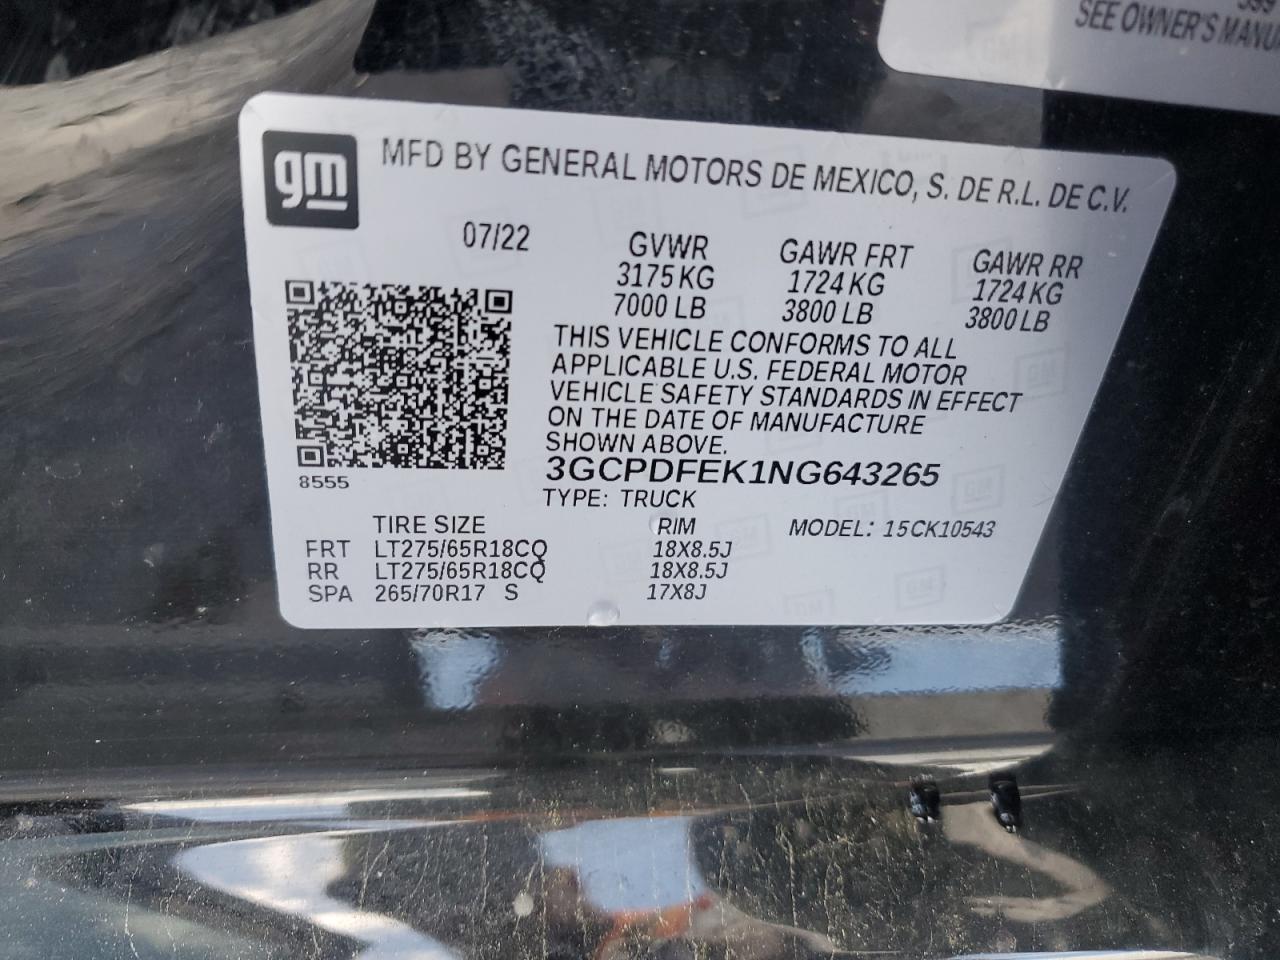 399
SEE OWNER'S MANU
gm
MFD BY GENERAL MOTORS DE MEXICO, S. DE R.L. DE C.V.
07/22
GVWR GAWR FRT GAWR RR
3175 KG 1724 KG 1724 KG
7000 LB 3800 LB 3800 LB
THIS VEHICLE CONFORMS TO ALL
APPLICABLE U.S. FEDERAL MOTOR
VEHICLE SAFETY STANDARDS IN EFFECT
ON THE DATE OF MANUFACTURE
SHOWN ABOVE.
3GCPDFEK1NG643265
8555
TYPE: TRUCK
TIRE SIZE RIM MODEL: 15CK10543
FRT LT275/65R18CQ 18X8.5J
RR LT275/65R18CQ 18X8.5J
SPA 265/70R17 S 17X8J